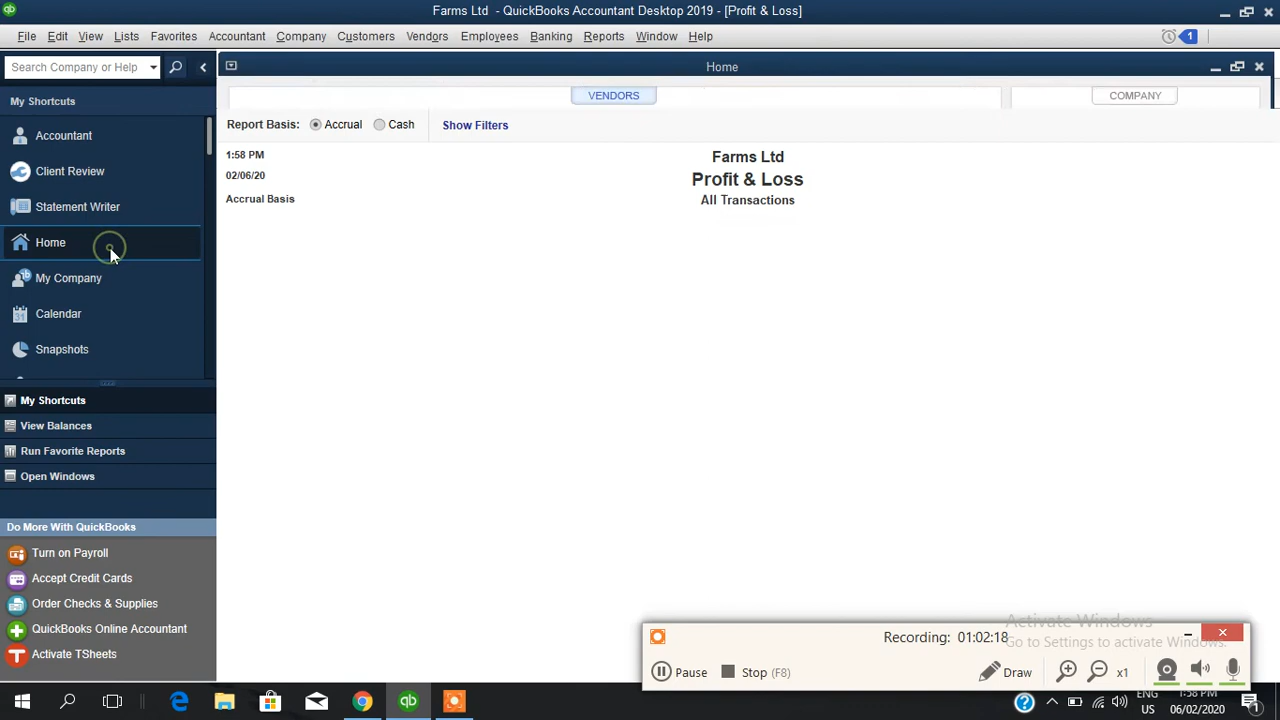 Farms Ltd - QuickBooks Accountant Desktop 2019 - [Profit & Loss]
File Edit View Lists Favorites Accountant Company Customers Vendors Employees Banking Reports Window Help
1
Search Company or Help
Home
My Shortcuts
VENDORS
COMPANY
Report Basis: Accrual Cash Show Filters
Accountant
1:58 PM
Farms Ltd
Client Review
02/06/20
Profit & Loss
Accrual Basis
All Transactions
Statement Writer
Home
My Company
Calendar
31
Snapshots
My Shortcuts
View Balances
Run Favorite Reports
Open Windows
Do More With QuickBooks
Turn on Payroll
Accept Credit Cards
Order Checks & Supplies
QuickBooks Online Accountant
Activate TSheets
Activate Windows
Go to Settings to activate Windows.
Recording: 01:02:18
Pause Stop (F8) Draw x1
ENG
US
1:58 PM
06/02/2020
1